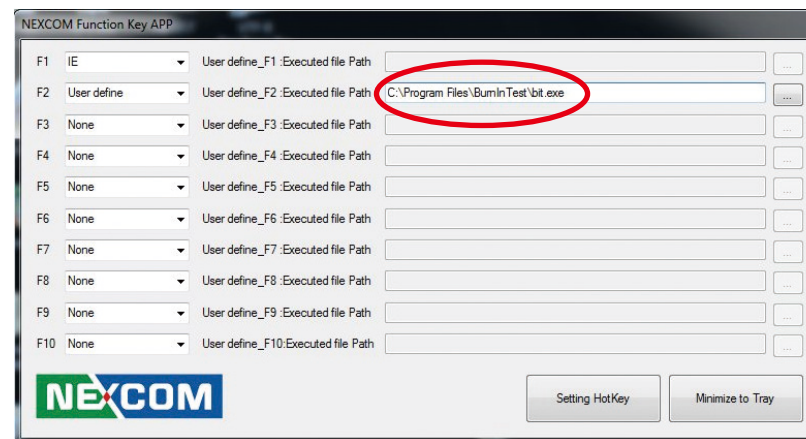 NEXCOM Function Key APP
F1 IE User define_F1 :Executed file Path ...
F2 User define User define_F2 :Executed file Path C:\Program Files\BurnInTest\bit.exe ...
F3 None User define_F3 :Executed file Path ...
F4 None User define_F4 :Executed file Path ...
F5 None User define_F5 :Executed file Path ...
F6 None User define_F6 :Executed file Path ...
F7 None User define_F7 :Executed file Path ...
F8 None User define_F8 :Executed file Path ...
F9 None User define_F9 :Executed file Path ...
F10 None User define_F10:Executed file Path ...
NEXCOM Setting HotKey Minimize to Tray